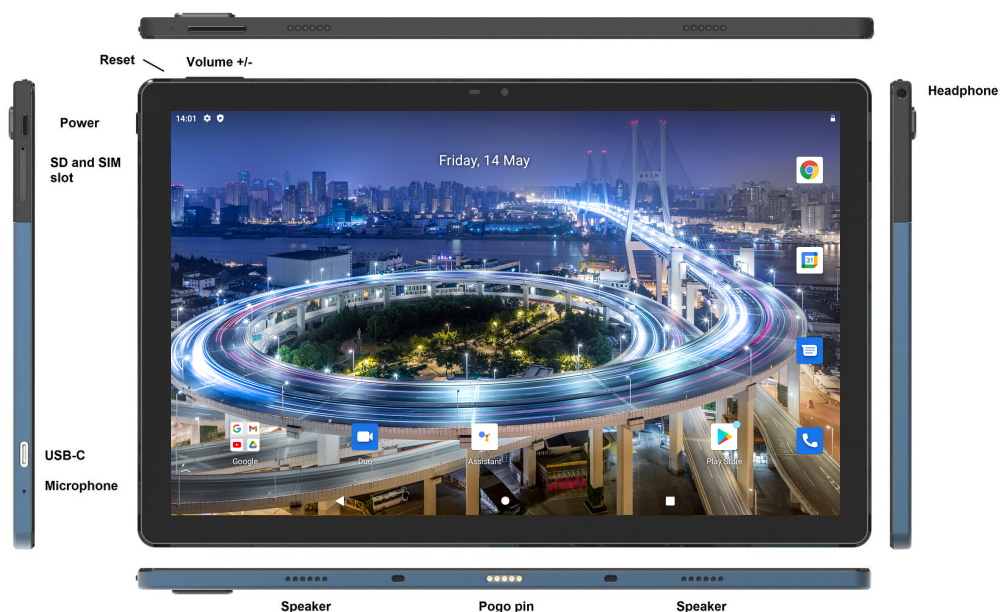 Reset
Volume +/-
Headphone
Power
SD and SIM
slot
14:01
Friday, 14 May
31
G M
Google
Duo
Assistant
Play Store
USB-C
Microphone
Speaker
Pogo pin
Speaker